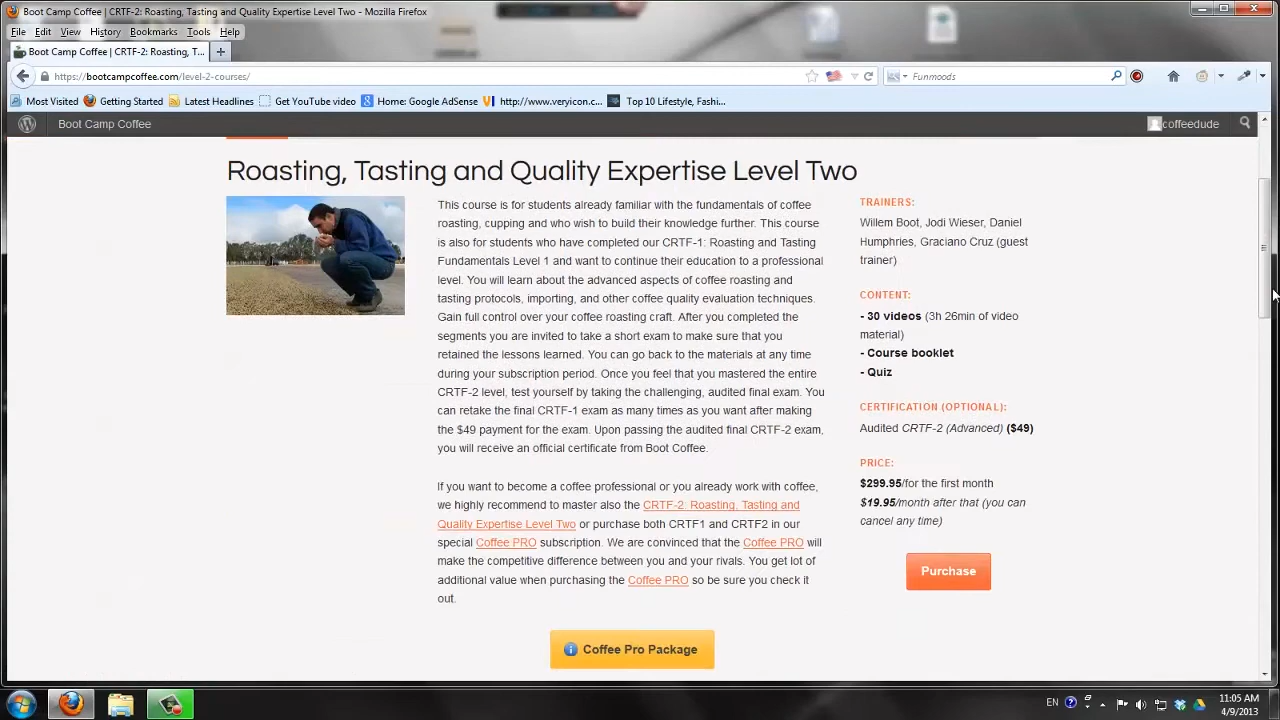 Boot Camp Coffee | CRTF-2: Roasting, Tasting and Quality Expertise Level Two - Mozilla Firefox
File Edit View History Bookmarks Tools Help
Boot Camp Coffee | CRTF-2: Roasting, T...
https://bootcampcoffee.com/level-2-courses/
Funmoods
Most Visited Getting Started Latest Headlines Get YouTube video Home: Google AdSense http://www.veryicon.c... Top 10 Lifestyle, Fashi...
Boot Camp Coffee
coffeedude
Roasting, Tasting and Quality Expertise Level Two
This course is for students already familiar with the fundamentals of coffee
roasting, cupping and who wish to build their knowledge further. This course
is also for students who have completed our CRTF-1: Roasting and Tasting
Fundamentals Level 1 and want to continue their education to a professional
level. You will learn about the advanced aspects of coffee roasting and
tasting protocols, importing, and other coffee quality evaluation techniques.
Gain full control over your coffee roasting craft. After you completed the
segments you are invited to take a short exam to make sure that you
retained the lessons learned. You can go back to the materials at any time
during your subscription period. Once you feel that you mastered the entire
CRTF-2 level, test yourself by taking the challenging, audited final exam. You
can retake the final CRTF-1 exam as many times as you want after making
the $49 payment for the exam. Upon passing the audited final CRTF-2 exam,
you will receive an official certificate from Boot Coffee.
If you want to become a coffee professional or you already work with coffee,
we highly recommend to master also the CRTF-2: Roasting, Tasting and
Quality Expertise Level Two or purchase both CRTF1 and CRTF2 in our
special Coffee PRO subscription. We are convinced that the Coffee PRO will
make the competitive difference between you and your rivals. You get lot of
additional value when purchasing the Coffee PRO so be sure you check it
out.
Coffee Pro Package
TRAINERS:
Willem Boot, Jodi Wieser, Daniel
Humphries, Graciano Cruz (guest
trainer)
CONTENT:
- 30 videos (3h 26min of video
material)
- Course booklet
- Quiz
CERTIFICATION (OPTIONAL):
Audited CRTF-2 (Advanced) ($49)
PRICE:
$299.95/for the first month
$19.95/month after that (you can
cancel any time)
Purchase
EN
11:05 AM
4/9/2013